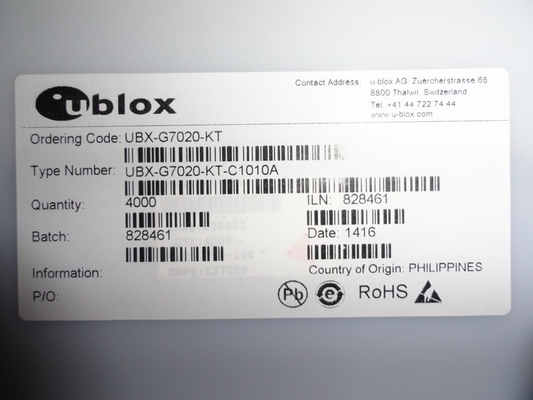 ublox
Contact Address: u-blox AG. Zuercherstrasse 68
8800 Thalwil. Switzerland
Tel. +41 44 722 74 44
www.u-blox.com
Ordering Code: UBX-G7020-KT
Type Number: UBX-G7020-KT-C1010A
Quantity: 4000 ILN: 828461
Batch: 828461 Date: 1416
Information: Country of Origin: PHILIPPINES
P/O: Pb e RoHS